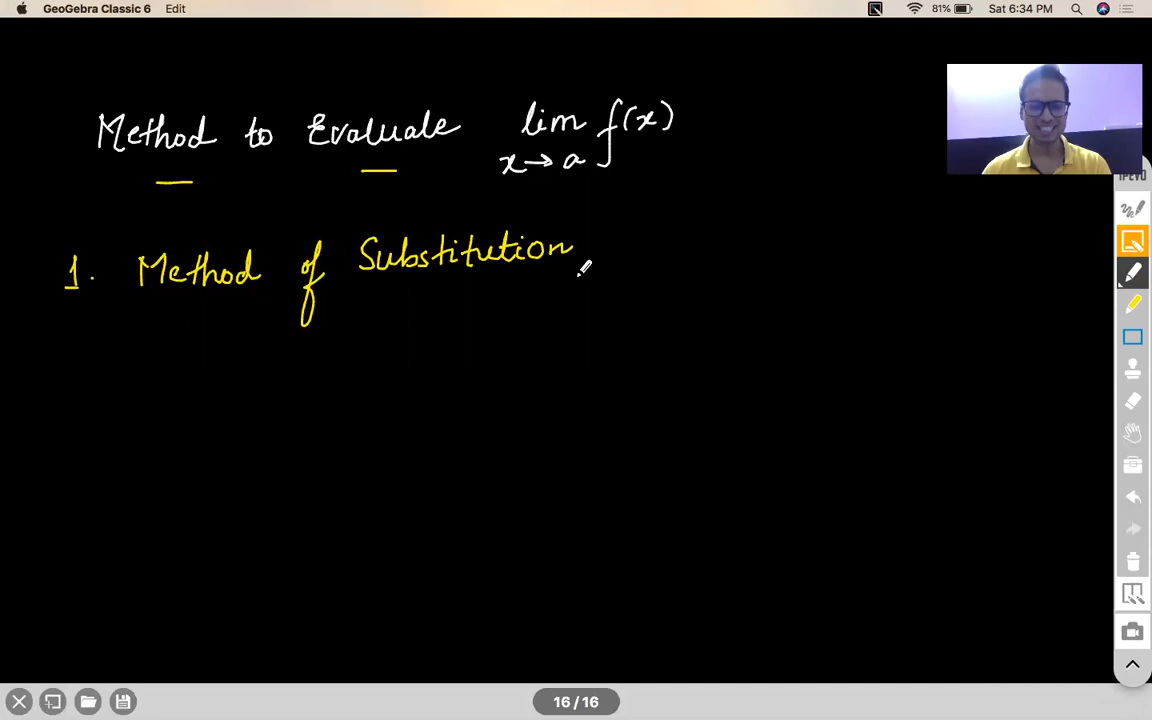 GeoGebra Classic 6 Edit 81% Sat 6:34 PM
Method to Evaluate lim f(x)
x→a
1. Method of Substitution
16 / 16